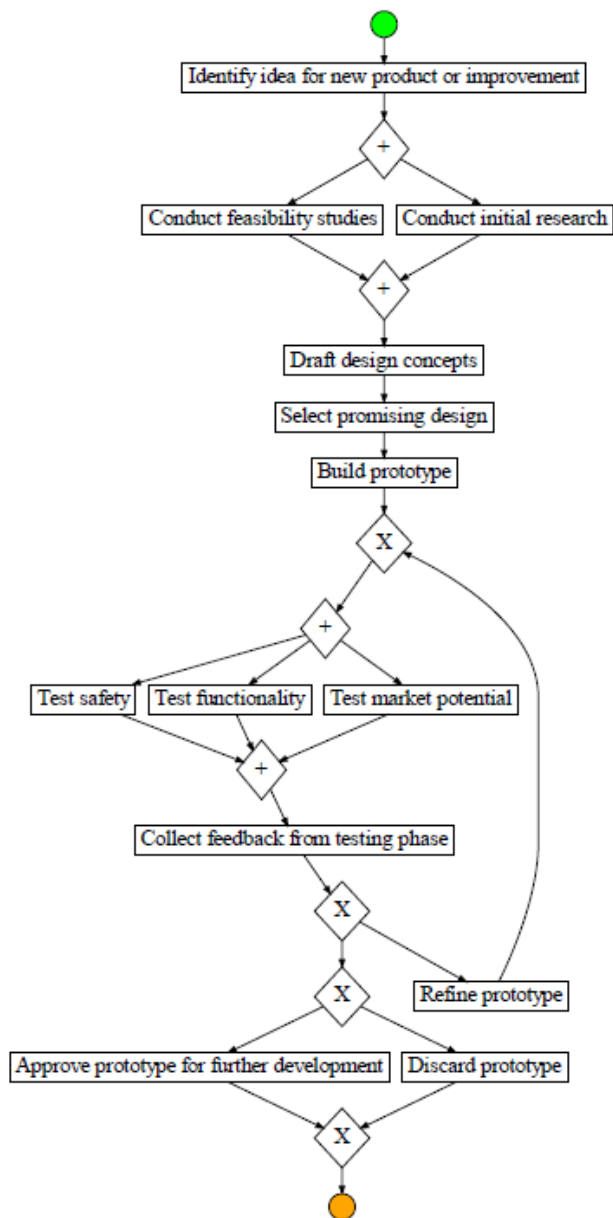 Identify idea for new product or improvement
+
Conduct feasibility studies
Conduct initial research
+
Draft design concepts
Select promising design
Build prototype
X
+
Test safety
Test functionality
Test market potential
+
Collect feedback from testing phase
X
Refine prototype
X
Approve prototype for further development
Discard prototype
X